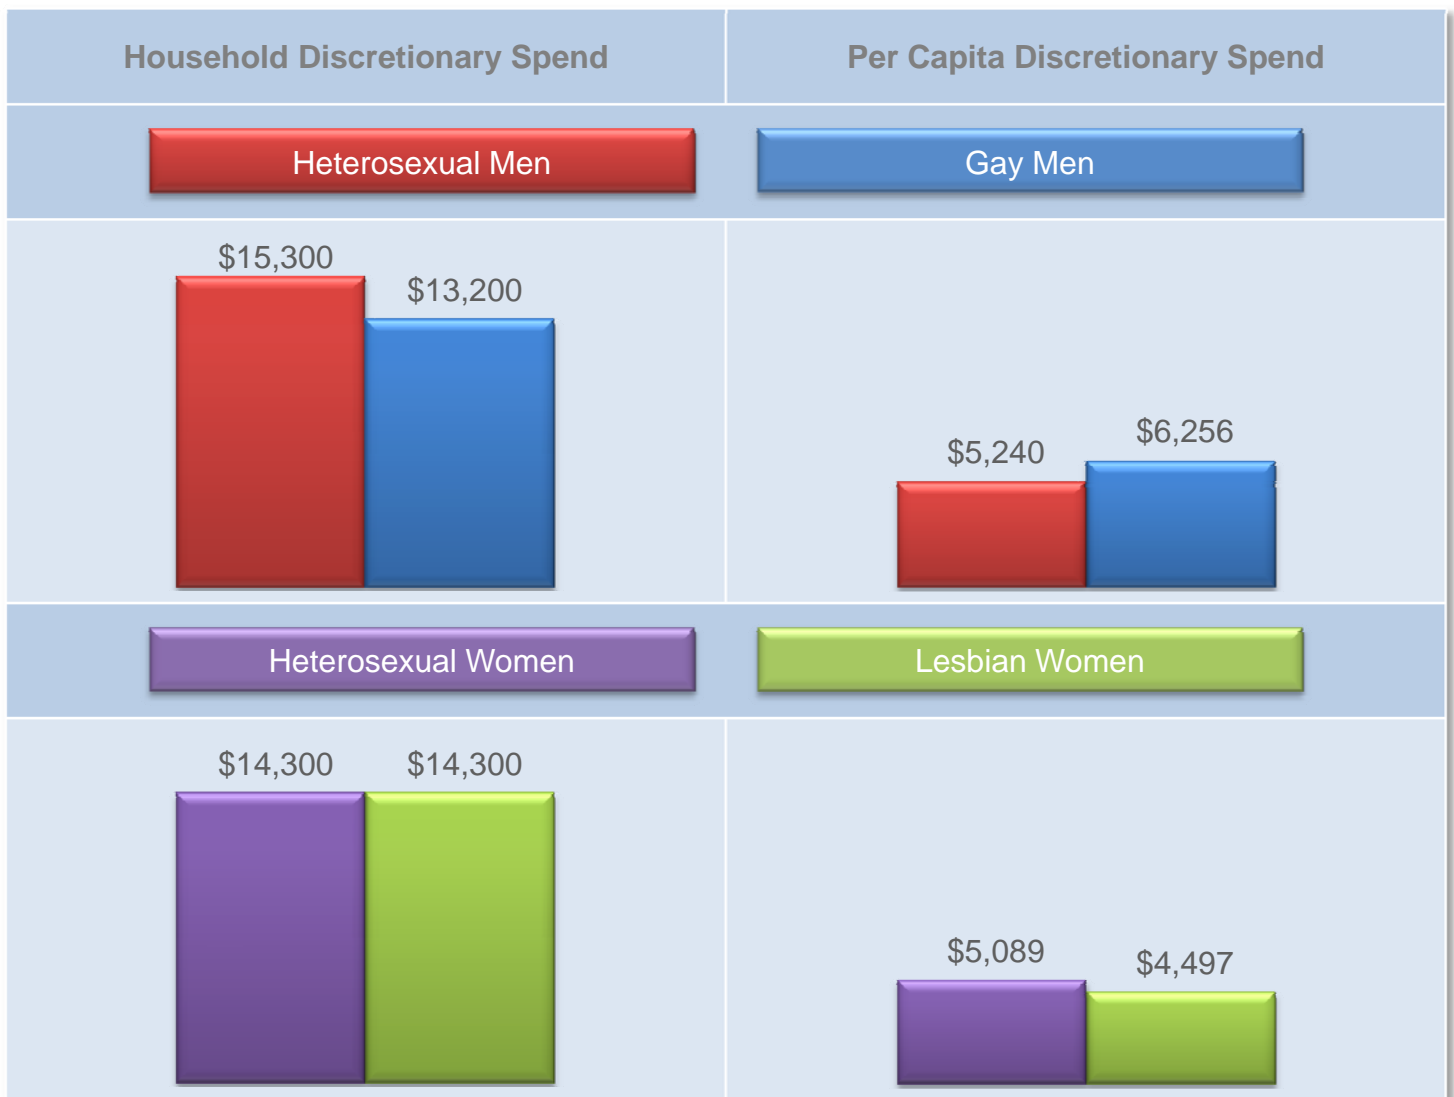 Household Discretionary Spend
Per Capita Discretionary Spend
Heterosexual Men
Gay Men
$15,300
$13,200
$5,240
$6,256
Heterosexual Women
Lesbian Women
$14,300
$14,300
$5,089
$4,497